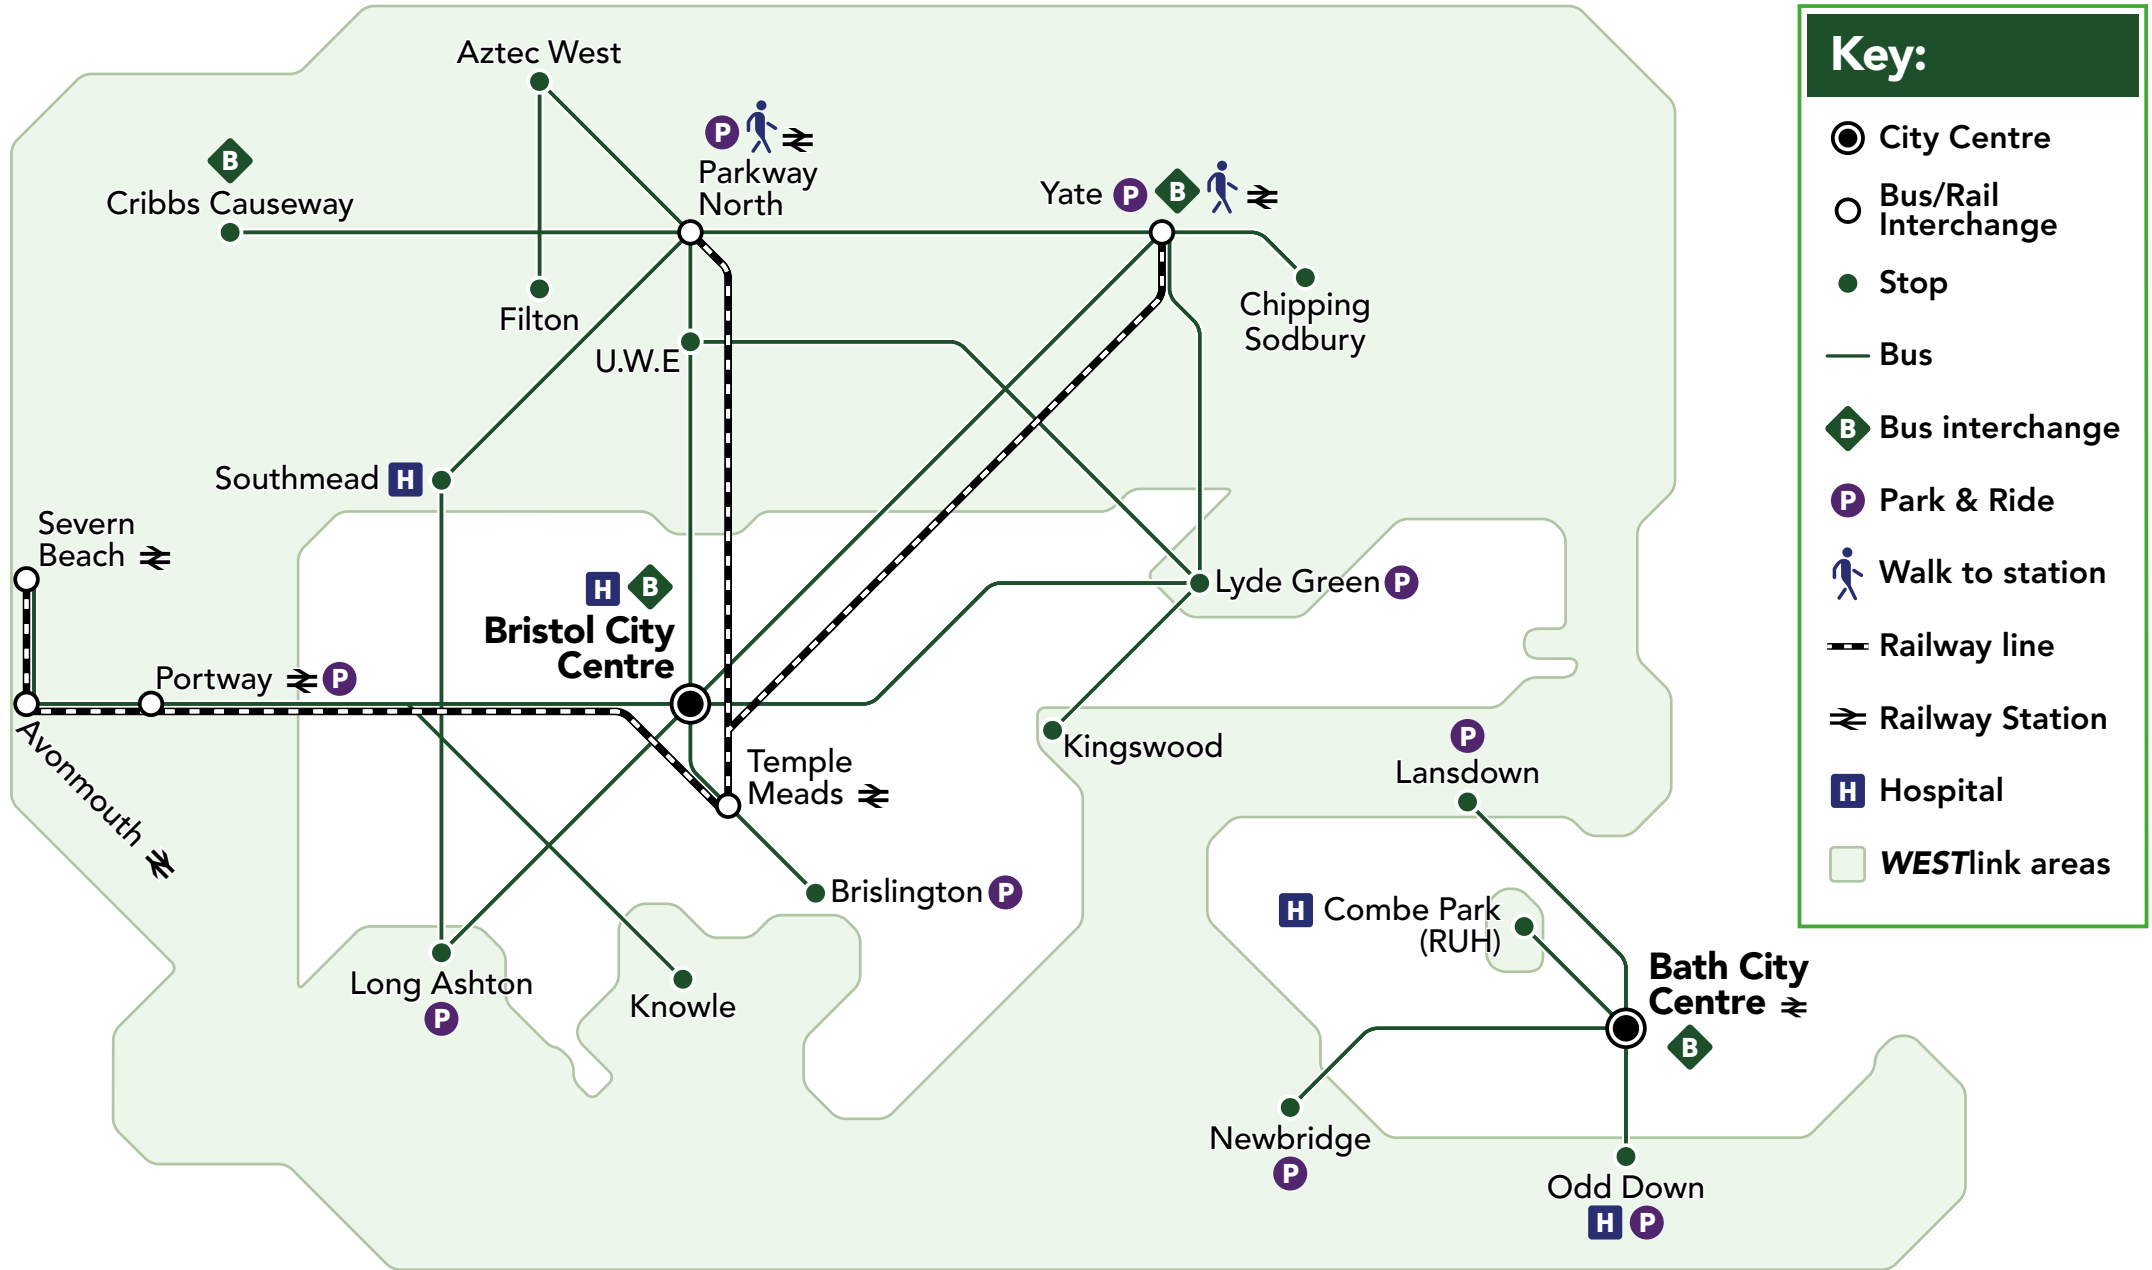 Aztec West
P
Parkway
North
B
Cribbs Causeway
Yate P B
Filton
U.W.E
Chipping
Sodbury
Southmead H
Severn
Beach
H B
Bristol City
Centre
Lyde Green P
Portway P
Avonmouth
Temple
Meads
Kingswood
P
Lansdown
Brislington P
H Combe Park
(RUH)
Long Ashton
P
Knowle
Bath City
Centre
B
Newbridge
P
Odd Down
H P
Key:
City Centre
Bus/Rail
Interchange
Stop
Bus
B Bus interchange
P Park & Ride
Walk to station
Railway line
Railway Station
H Hospital
WESTlink areas